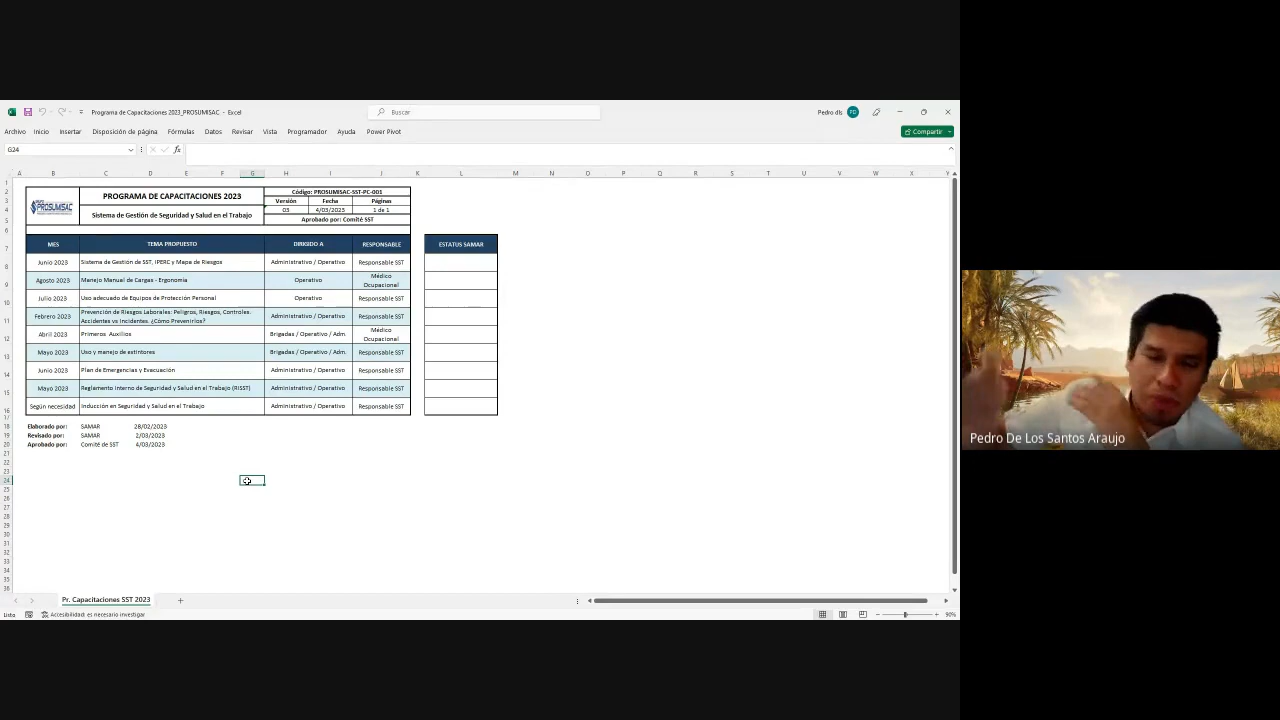 Programa de Capacitaciones 2023_PROSUMISAC - Excel
Buscar
Pedro dls
Archivo Inicio Insertar Disposición de página Fórmulas Datos Revisar Vista Programador Ayuda Power Pivot
Compartir
G24
fx
A B C D E F G H I J K L M N O P Q R S T U V W X Y
PROSUMISAC
PROGRAMA DE CAPACITACIONES 2023
Sistema de Gestión de Seguridad y Salud en el Trabajo
Código: PROSUMISAC-SST-PC-001
Versión Fecha Páginas
03 4/03/2023 1 de 1
Aprobado por: Comité SST
MES TEMA PROPUESTO DIRIGIDO A RESPONSABLE ESTATUS SAMAR
Junio 2023 Sistema de Gestión de SST, IPERC y Mapa de Riesgos Administrativo / Operativo Responsable SST
Agosto 2023 Manejo Manual de Cargas - Ergonomía Operativo Médico Ocupacional
Julio 2023 Uso adecuado de Equipos de Protección Personal Operativo Responsable SST
Febrero 2023 Prevención de Riesgos Laborales: Peligros, Riesgos, Controles. Accidentes vs Incidentes. ¿Cómo Prevenirlos? Administrativo / Operativo Responsable SST
Abril 2023 Primeros Auxilios Brigadas / Operativo / Adm. Médico Ocupacional
Mayo 2023 Uso y manejo de extintores Brigadas / Operativo / Adm. Responsable SST
Junio 2023 Plan de Emergencias y Evacuación Administrativo / Operativo Responsable SST
Mayo 2023 Reglamento Interno de Seguridad y Salud en el Trabajo (RISST) Administrativo / Operativo Responsable SST
Según necesidad Inducción en Seguridad y Salud en el Trabajo Administrativo / Operativo Responsable SST
Elaborado por: SAMAR 28/02/2023
Revisado por: SAMAR 2/03/2023
Aprobado por: Comité de SST 4/03/2023
Pr. Capacitaciones SST 2023
Listo Accesibilidad: es necesario investigar
90%
Pedro De Los Santos Araujo